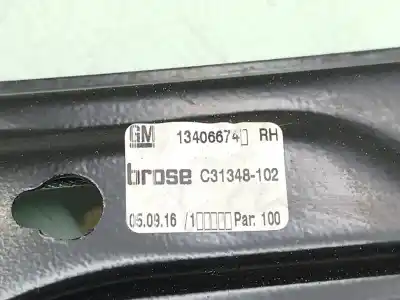 GM 13406674▯ RH
brose C31348-102
05.09.16 /1▯▯▯▯▯ Par. 100